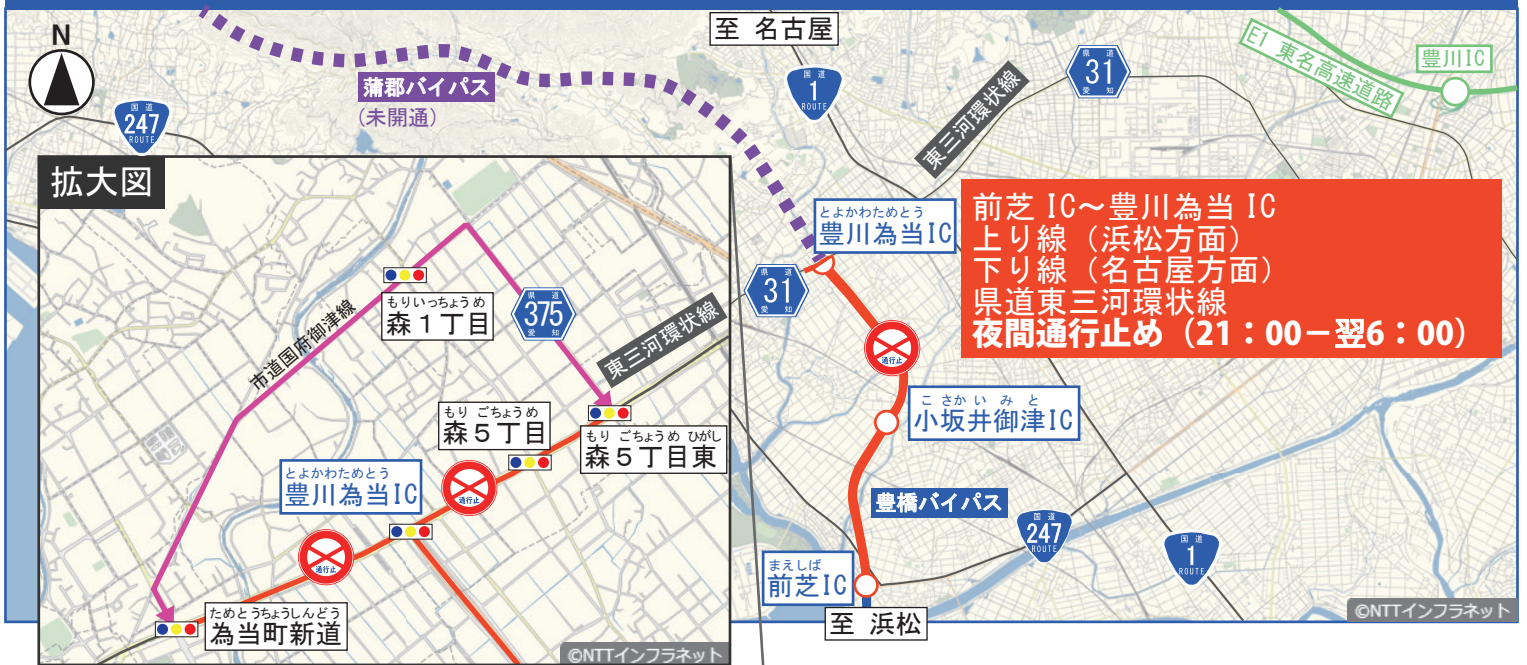 N
国道
247
ROUTE
蒲郡バイパス
(未開通)
至 名古屋
国道
1
ROUTE
東三河環状線
県道
31
愛知
E1 東名高速道路
豊川IC
とよかわためとう
豊川為当IC
県道
31
愛知
通行止
前芝 IC～豊川為当 IC
上り線（浜松方面）
下り線（名古屋方面）
県道東三河環状線
夜間通行止め（21：00－翌6：00）
こさかいみと
小坂井御津IC
豊橋バイパス
国道
247
ROUTE
国道
1
ROUTE
まえしば
前芝IC
至 浜松
©NTTインフラネット
拡大図
もりいっちょうめ
森１丁目
県道
375
愛知
市道国府御津線
東三河環状線
もり ごちょうめ
森５丁目
もり ごちょうめ ひがし
森５丁目東
とよかわためとう
豊川為当IC
通行止
通行止
ためとうちょうしんどう
為当町新道
©NTTインフラネット